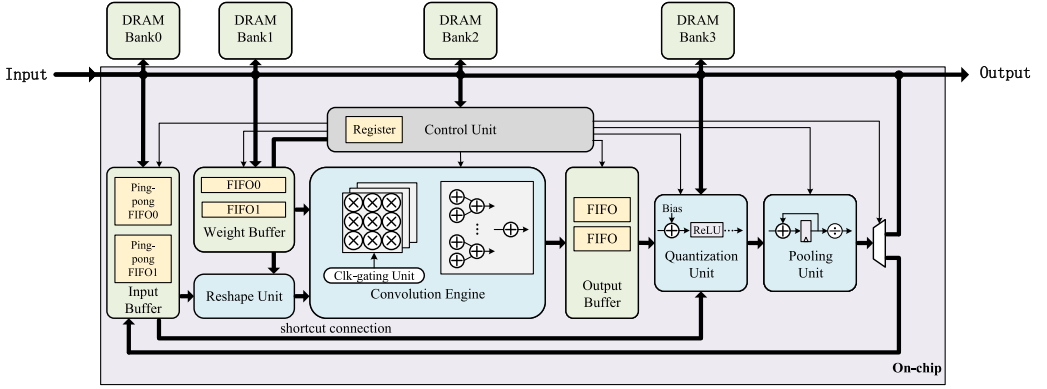 DRAM
Bank0
DRAM
Bank1
DRAM
Bank2
DRAM
Bank3
Input
Output
Register
Control Unit
Ping-
pong
FIFO0
Ping-
pong
FIFO1
Input
Buffer
FIFO0
FIFO1
Weight Buffer
Reshape Unit
Clk-gating Unit
Convolution Engine
FIFO
FIFO
Output
Buffer
Bias
ReLU
Quantization
Unit
Pooling
Unit
shortcut connection
On-chip